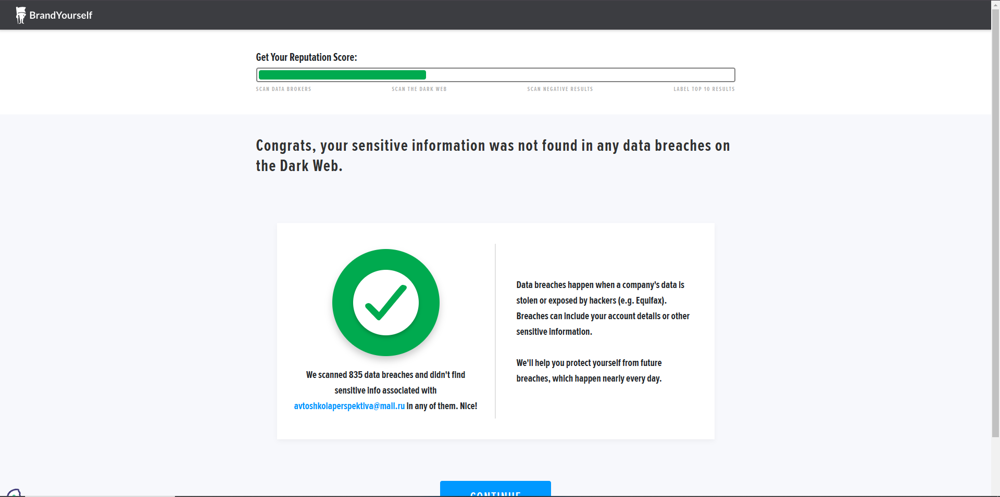 BrandYourself
Get Your Reputation Score:
SCAN DATA BROKERS
SCAN THE DARK WEB
SCAN NEGATIVE RESULTS
LABEL TOP 10 RESULTS
Congrats, your sensitive information was not found in any data breaches on
the Dark Web.
We scanned 835 data breaches and didn't find
sensitive info associated with
avtoshkolaperspektiva@mail.ru in any of them. Nice!
Data breaches happen when a company's data is
stolen or exposed by hackers (e.g. Equifax).
Breaches can include your account details or other
sensitive information.
We'll help you protect yourself from future
breaches, which happen nearly every day.
CONTINUE